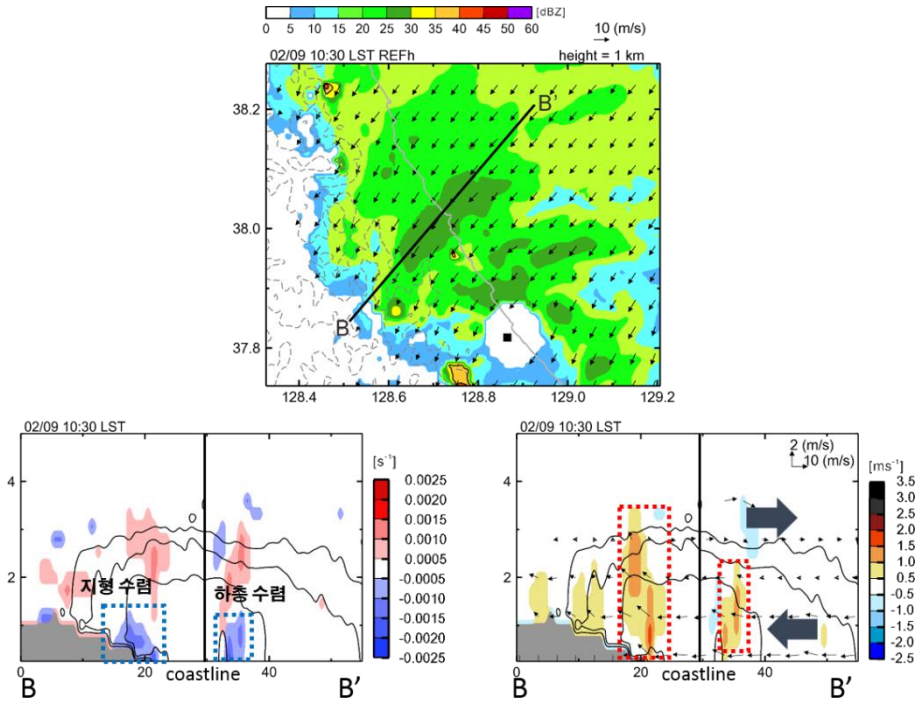 [dBZ]
0 5 10 15 20 25 30 35 40 45 50 60
10 (m/s)
02/09 10:30 LST REFh height = 1 km
B'
38.2
38.0
B
37.8
128.4 128.6 128.8 129.0 129.2
02/09 10:30 LST
[s⁻¹]
0.0025
0.0020
0.0015
0.0010
0.0005
-0.0005
-0.0010
-0.0015
-0.0020
-0.0025
4
2
0
지형 수렴
하층 수렴
0 20 40
B coastline B'
02/09 10:30 LST
2 (m/s)
10 (m/s)
[ms⁻¹]
3.5
3.0
2.5
2.0
1.5
1.0
0.5
-0.5
-1.0
-1.5
-2.0
-2.5
4
2
0 20 40
B coastline B'